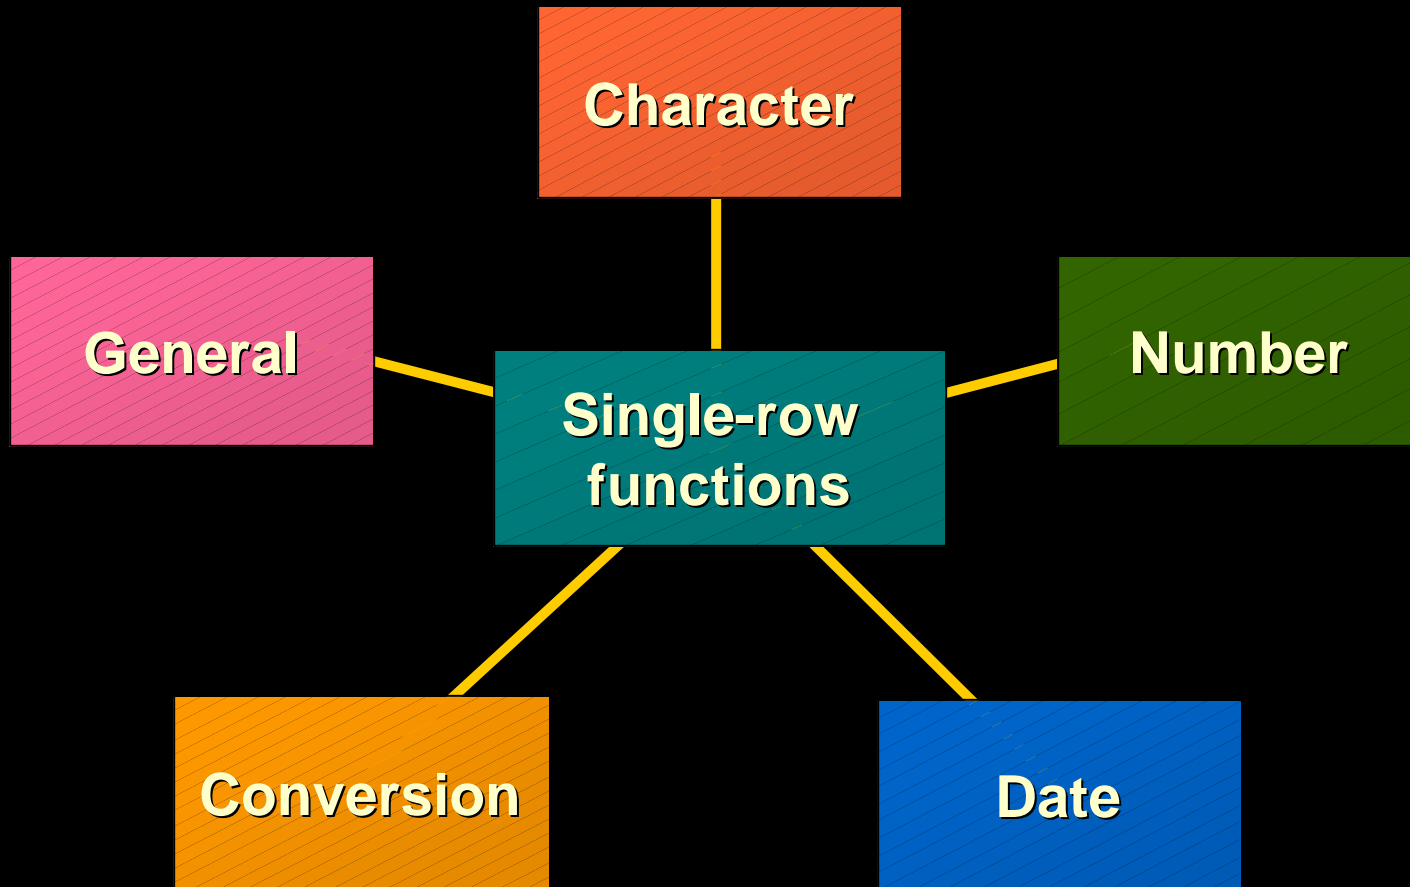 Character
General
Number
Single-row
functions
Conversion
Date